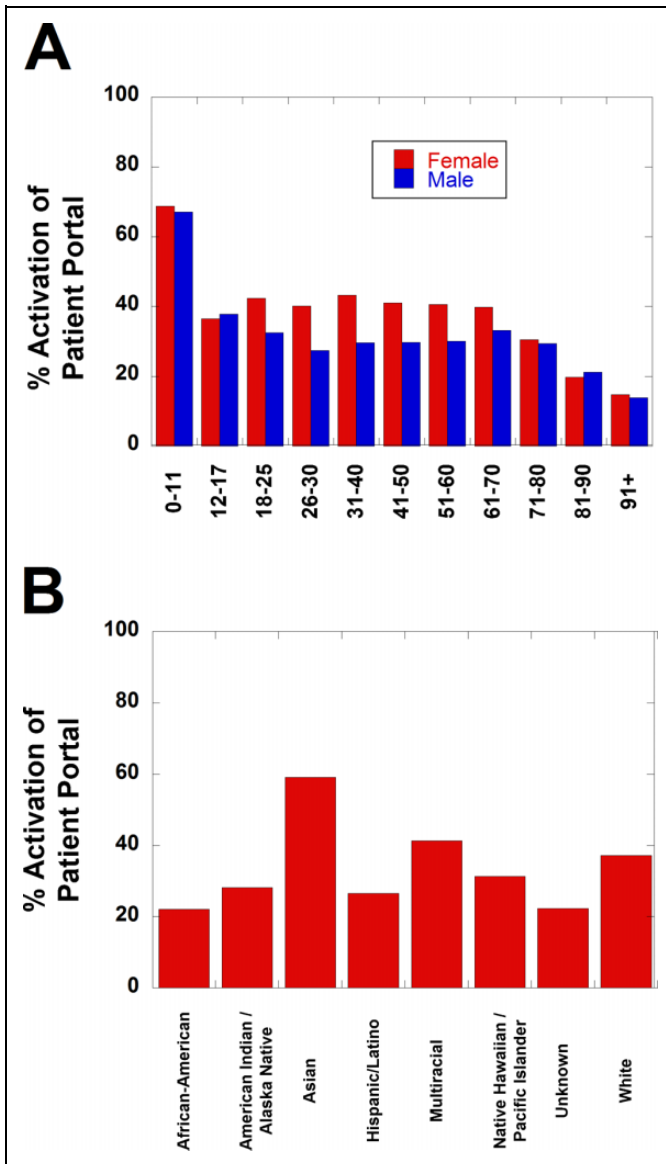 A
% Activation of
Patient Portal
100
80
60
40
20
0
Female
Male
0-11
12-17
18-25
26-30
31-40
41-50
51-60
61-70
71-80
81-90
91+
B
% Activation of
Patient Portal
100
80
60
40
20
0
African-American
American Indian /
Alaska Native
Asian
Hispanic/Latino
Multiracial
Native Hawaiian /
Pacific Islander
Unknown
White